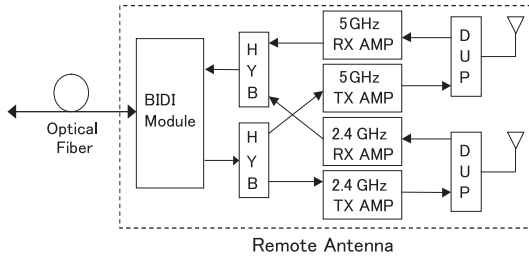 5GHz
RX AMP
D
U
P
H
Y
B
5GHz
TX AMP
BIDI
Module
Optical
Fiber
H
Y
B
2.4 GHz
RX AMP
D
U
P
2.4 GHz
TX AMP
Remote Antenna